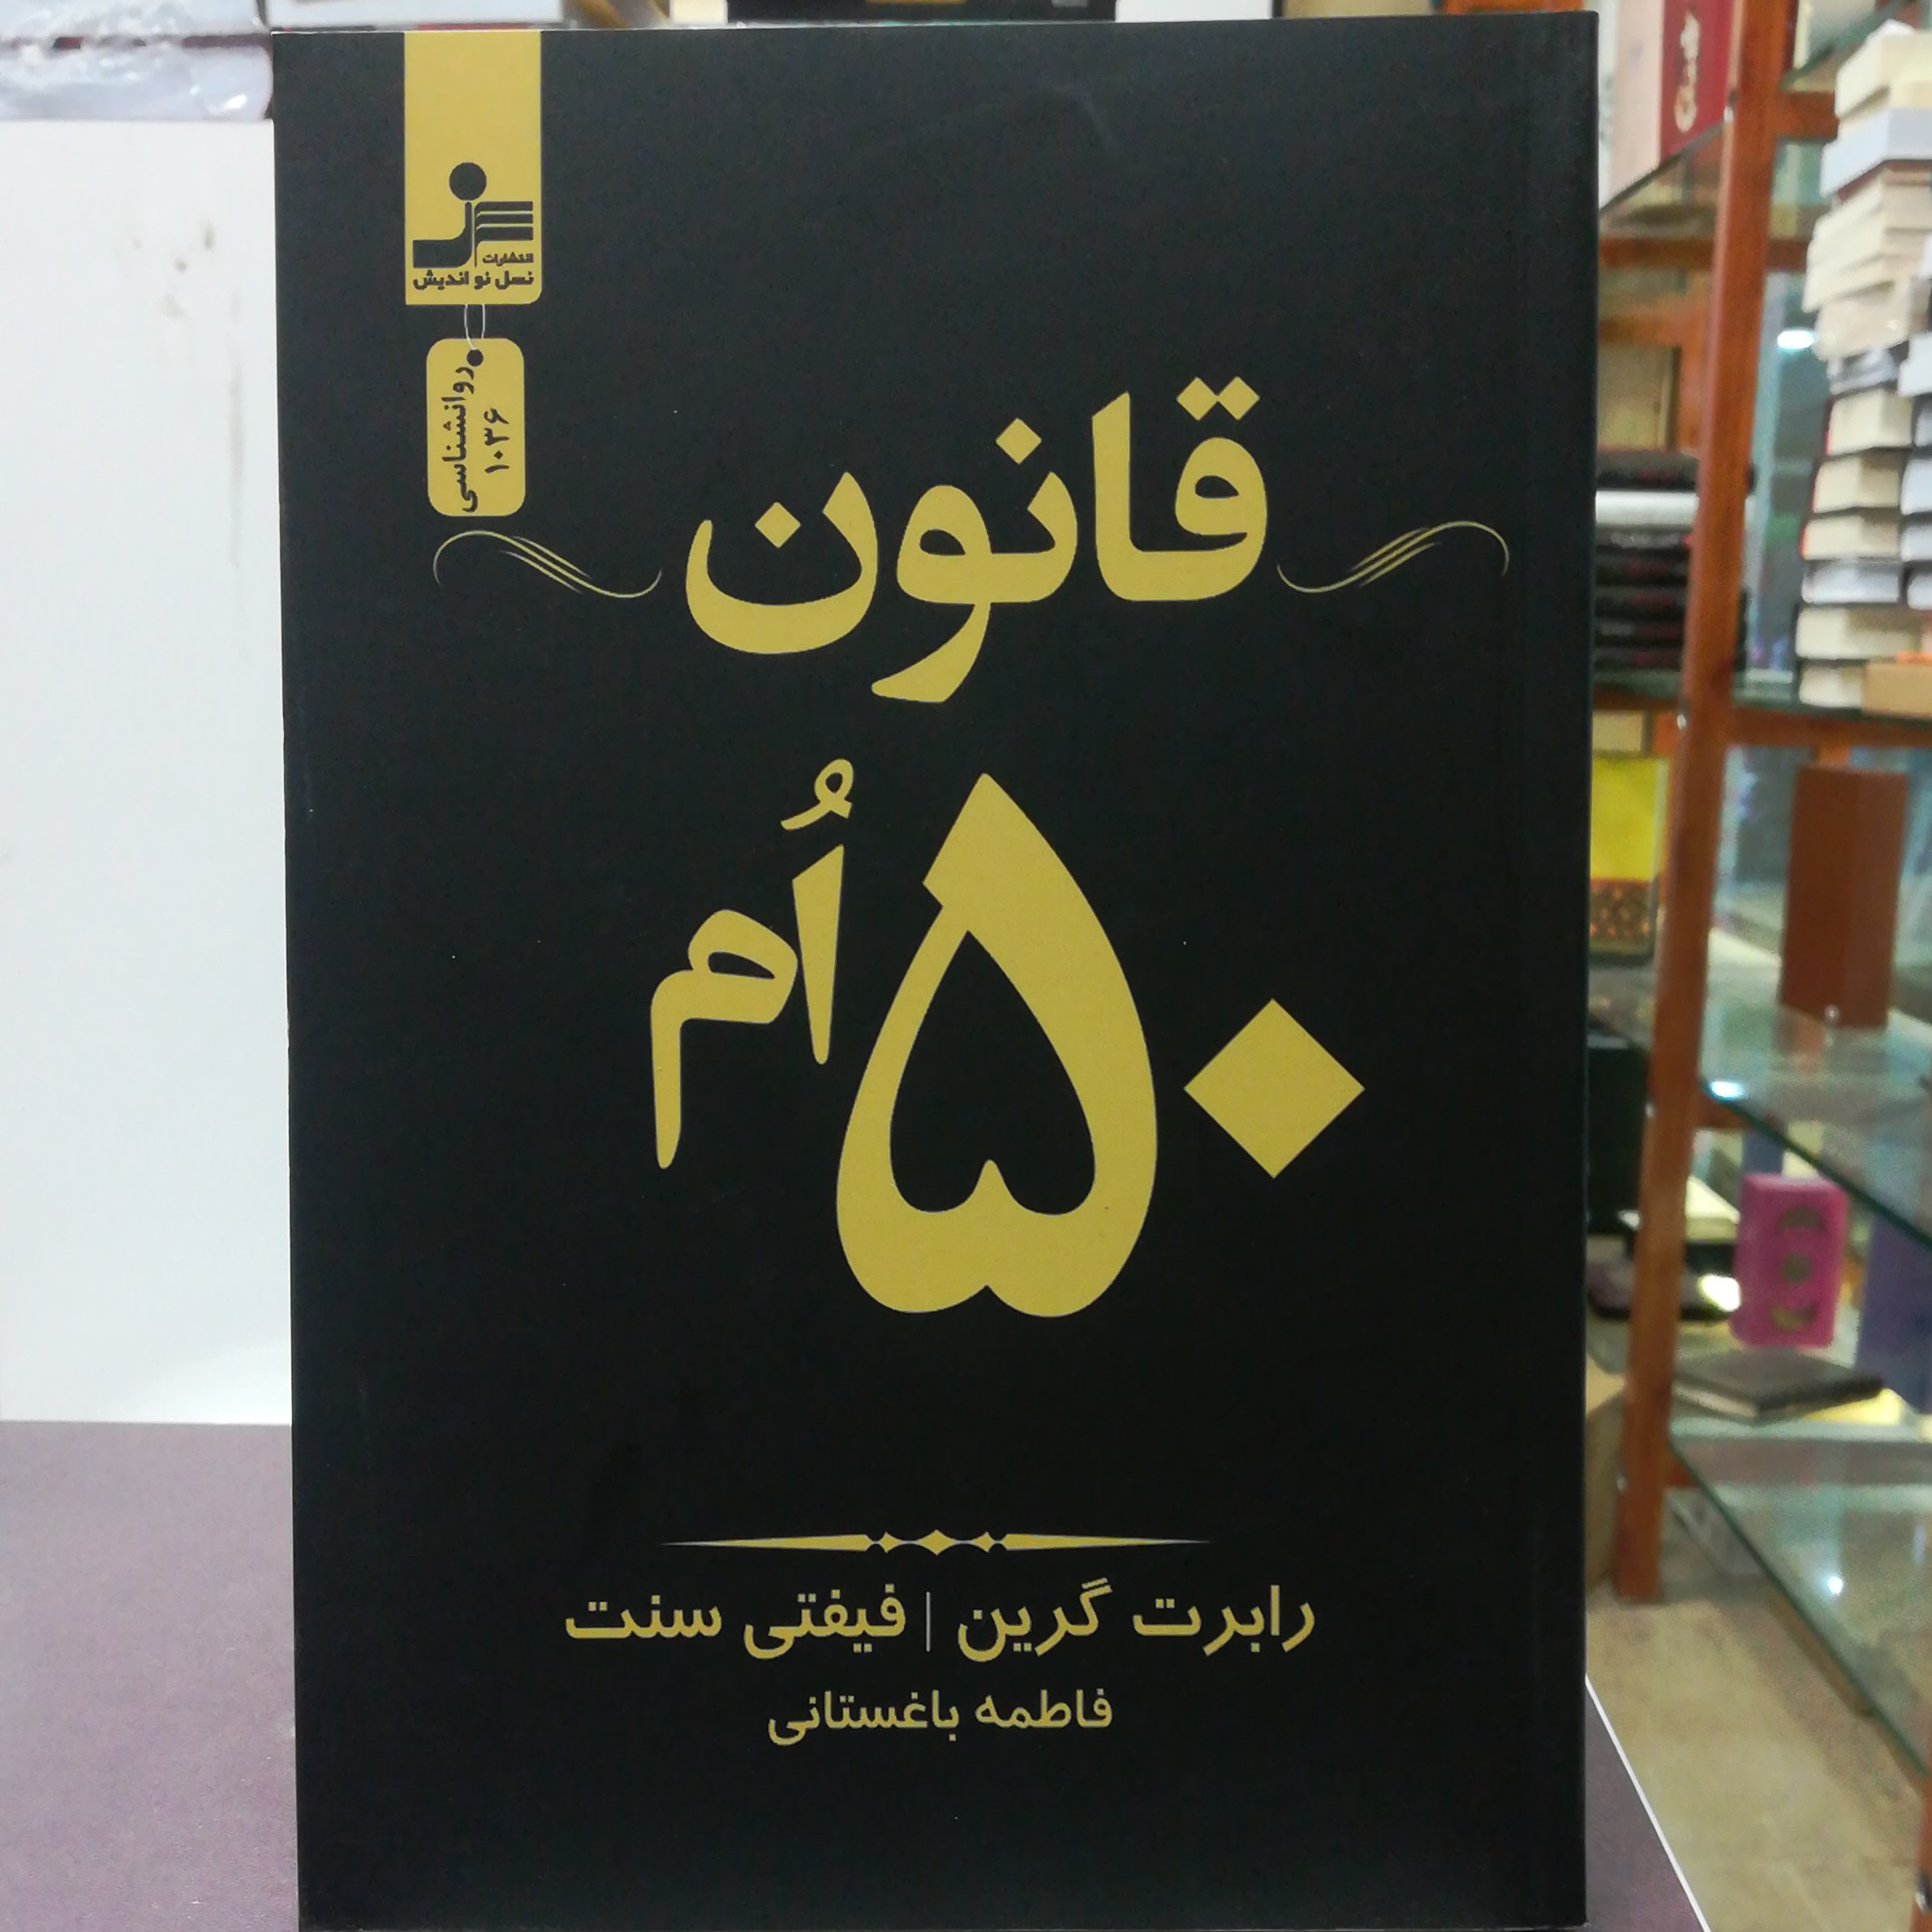 انتشارات
نسل نو اندیش
روانشناسی
۱۰۳۶
قانون
۵۰ اُم
رابرت گرین | فیفتی سنت
فاطمه باغستانی